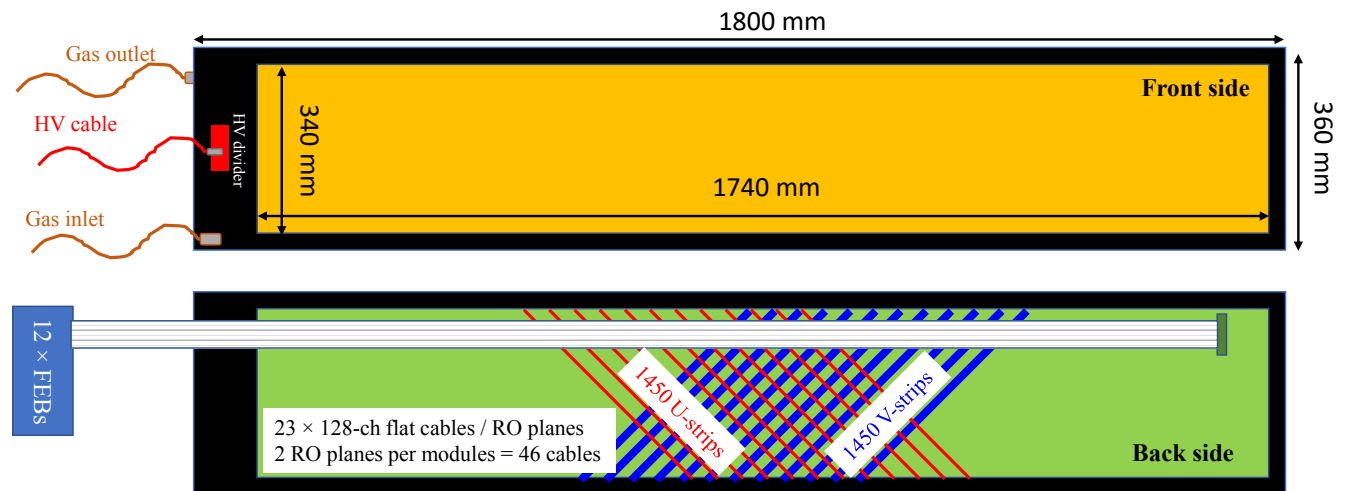 1800 mm
Gas outlet
Front side
HV cable
HV divider
340 mm
360 mm
1740 mm
Gas inlet
12 × FEBs
1450 U-strips
1450 V-strips
23 × 128-ch flat cables / RO planes
2 RO planes per modules = 46 cables
Back side